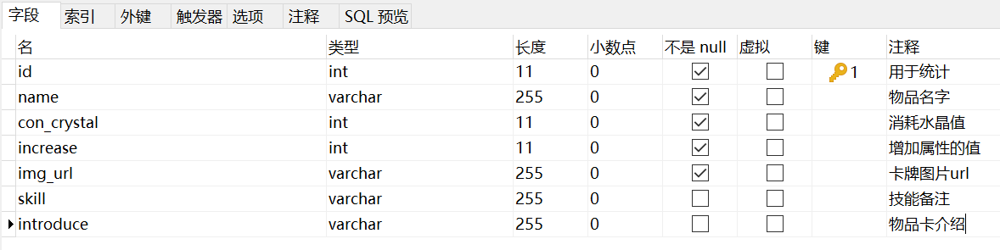 字段 索引 外键 触发器 选项 注释 SQL 预览
名 类型 长度 小数点 不是 null 虚拟 键 注释
id int 11 0 1 用于统计
name varchar 255 0 物品名字
con_crystal int 11 0 消耗水晶值
increase int 11 0 增加属性的值
img_url varchar 255 0 卡牌图片url
skill varchar 255 0 技能备注
introduce varchar 255 0 物品卡介绍